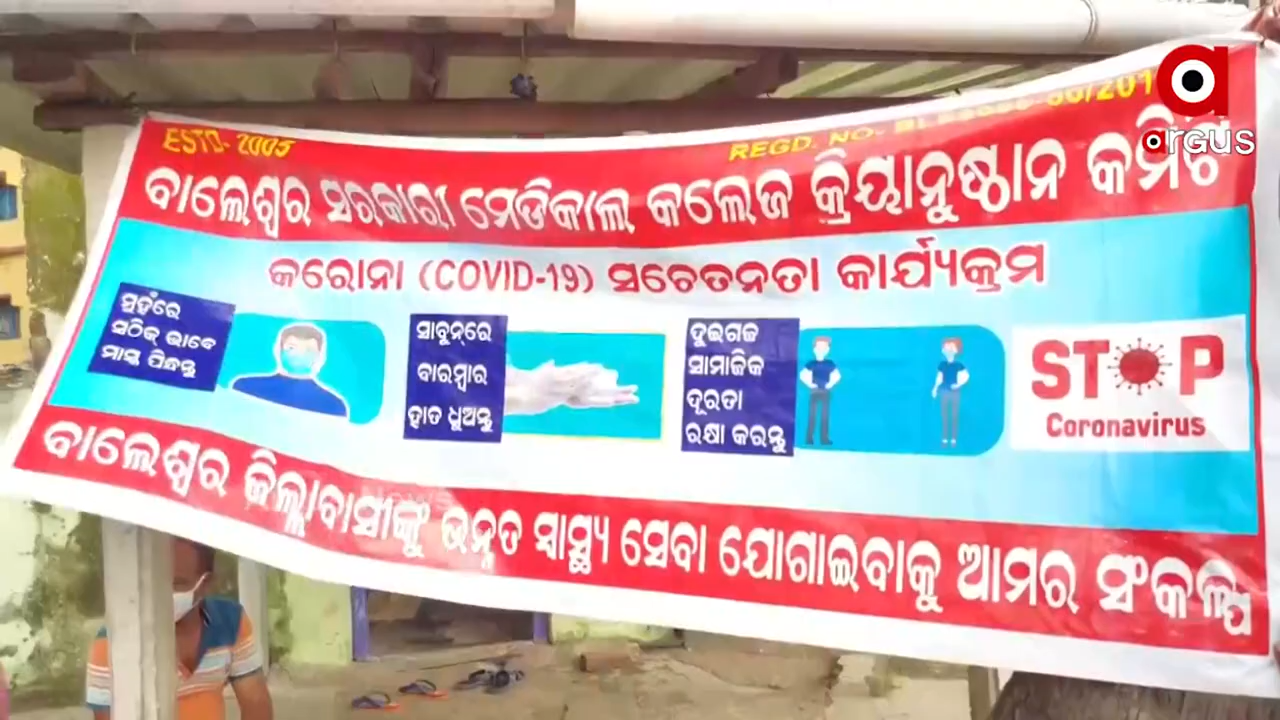 ESTD- 2005
REGD. NO-
argus
ବାଲେଶ୍ୱର ସରକାରୀ ମେଡିକାଲ କଲେଜ କ୍ରିୟାନୁଷ୍ଠାନ କମିଟି
କରୋନା (COVID-19) ସଚେତନତା କାର୍ଯ୍ୟକ୍ରମ
ମୁହଁରେ
ସଠିକ୍ ଭାବେ
ମାସ୍କ ପିନ୍ଧନ୍ତୁ
ସାବୁନ୍‌ରେ
ବାରମ୍ବାର
ହାତ ଧୁଅନ୍ତୁ
ଦୁଇଗଜ
ସାମାଜିକ
ଦୂରତା
ରକ୍ଷା କରନ୍ତୁ
STOP
Coronavirus
ବାଲେଶ୍ୱର ଜିଲ୍ଲାବାସୀଙ୍କୁ ଉନ୍ନତ ସ୍ୱାସ୍ଥ୍ୟ ସେବା ଯୋଗାଇବାକୁ ଆମର ସଂକଳ୍ପ